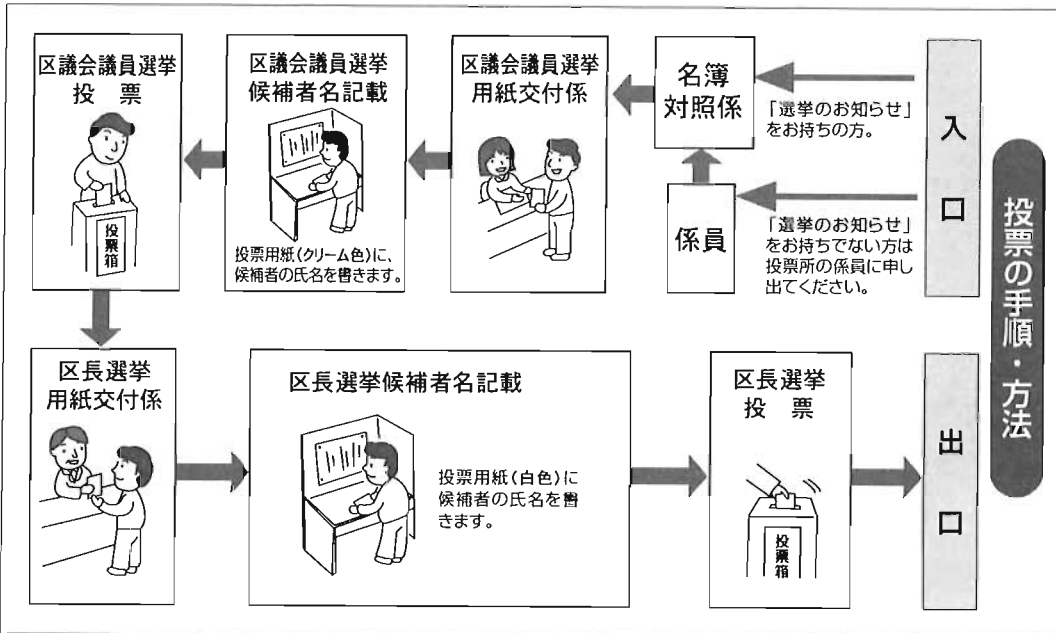 投票の手順・方法
入口
「選挙のお知らせ」
をお持ちの方。
「選挙のお知らせ」
をお持ちでない方は
投票所の係員に申し
出てください。
係員
名簿
対照係
区議会議員選挙
用紙交付係
区議会議員選挙
候補者名記載
投票用紙(クリーム色)に、
候補者の氏名を書きます。
区議会議員選挙
投　票
投票箱
区長選挙
用紙交付係
区長選挙候補者名記載
投票用紙(白色)に
候補者の氏名を書
きます。
区長選挙
投　票
投票箱
出口